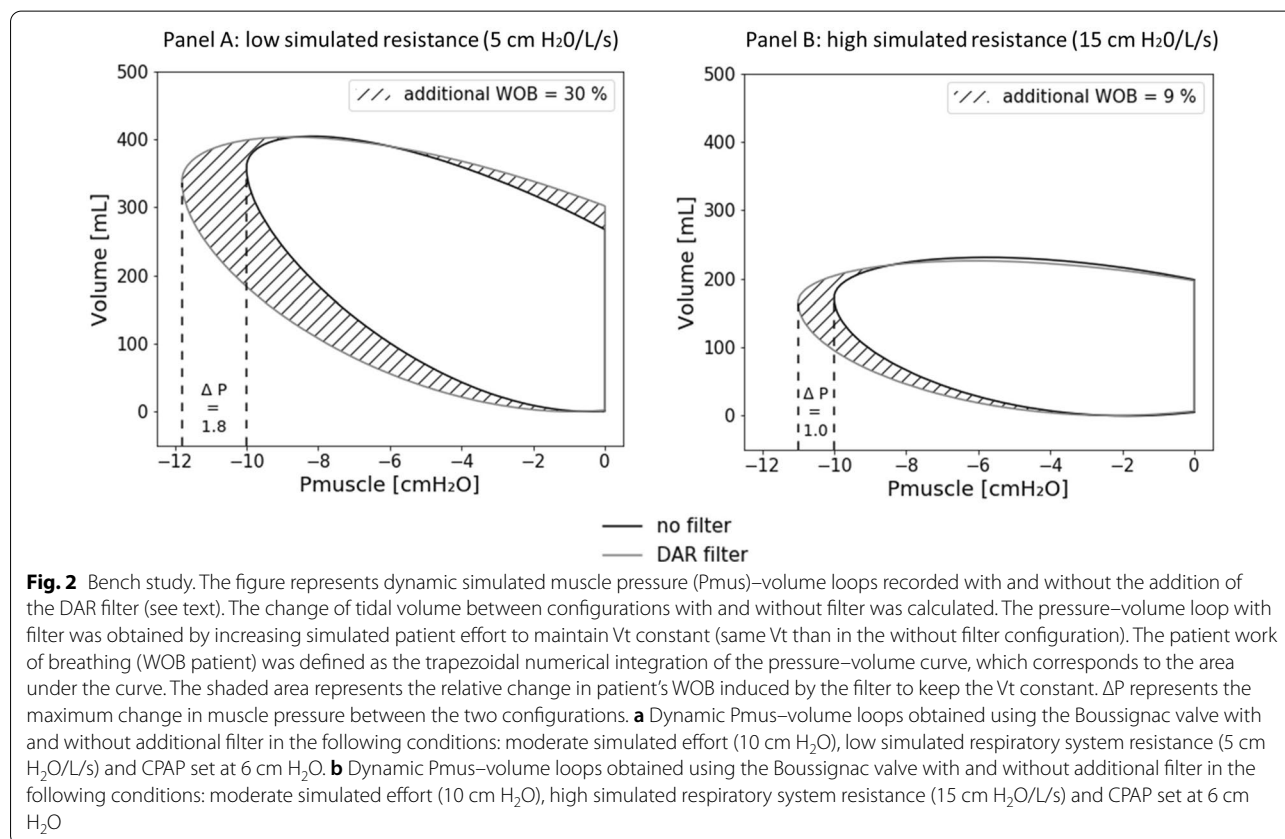 Panel A: low simulated resistance (5 cm H₂0/L/s)
500
400
300
200
100
0
Volume [mL]
additional WOB = 30 %
Δ P
=
1.8
−12
−10
−8
−6
−4
−2
0
Pmuscle [cmH₂O]
Panel B: high simulated resistance (15 cm H₂0/L/s)
500
400
300
200
100
0
Volume [mL]
additional WOB = 9 %
Δ P
=
1.0
−12
−10
−8
−6
−4
−2
0
Pmuscle [cmH₂O]
no filter
DAR filter
Fig. 2 Bench study. The figure represents dynamic simulated muscle pressure (Pmus)–volume loops recorded with and without the addition of
the DAR filter (see text). The change of tidal volume between configurations with and without filter was calculated. The pressure–volume loop with
filter was obtained by increasing simulated patient effort to maintain Vt constant (same Vt than in the without filter configuration). The patient work
of breathing (WOB patient) was defined as the trapezoidal numerical integration of the pressure–volume curve, which corresponds to the area
under the curve. The shaded area represents the relative change in patient's WOB induced by the filter to keep the Vt constant. ΔP represents the
maximum change in muscle pressure between the two configurations. a Dynamic Pmus–volume loops obtained using the Boussignac valve with
and without additional filter in the following conditions: moderate simulated effort (10 cm H₂O), low simulated respiratory system resistance (5 cm
H₂O/L/s) and CPAP set at 6 cm H₂O. b Dynamic Pmus–volume loops obtained using the Boussignac valve with and without additional filter in the
following conditions: moderate simulated effort (10 cm H₂O), high simulated respiratory system resistance (15 cm H₂O/L/s) and CPAP set at 6 cm
H₂O